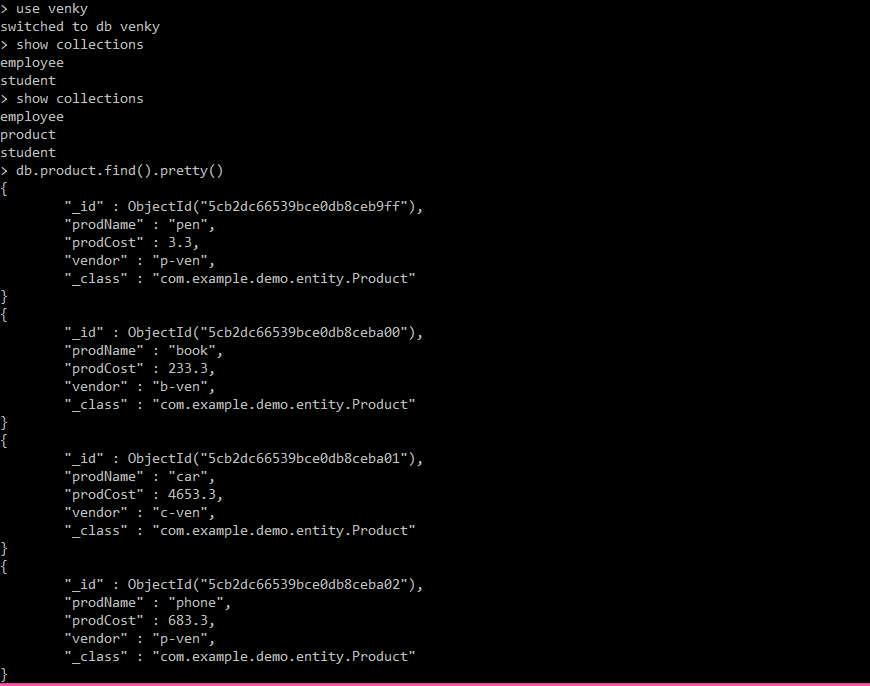 > use venky
switched to db venky
> show collections
employee
student
> show collections
employee
product
student
> db.product.find().pretty()
{
        "_id" : ObjectId("5cb2dc66539bce0db8ceb9ff"),
        "prodName" : "pen",
        "prodCost" : 3.3,
        "vendor" : "p-ven",
        "_class" : "com.example.demo.entity.Product"
}
{
        "_id" : ObjectId("5cb2dc66539bce0db8ceba00"),
        "prodName" : "book",
        "prodCost" : 233.3,
        "vendor" : "b-ven",
        "_class" : "com.example.demo.entity.Product"
}
{
        "_id" : ObjectId("5cb2dc66539bce0db8ceba01"),
        "prodName" : "car",
        "prodCost" : 4653.3,
        "vendor" : "c-ven",
        "_class" : "com.example.demo.entity.Product"
}
{
        "_id" : ObjectId("5cb2dc66539bce0db8ceba02"),
        "prodName" : "phone",
        "prodCost" : 683.3,
        "vendor" : "p-ven",
        "_class" : "com.example.demo.entity.Product"
}